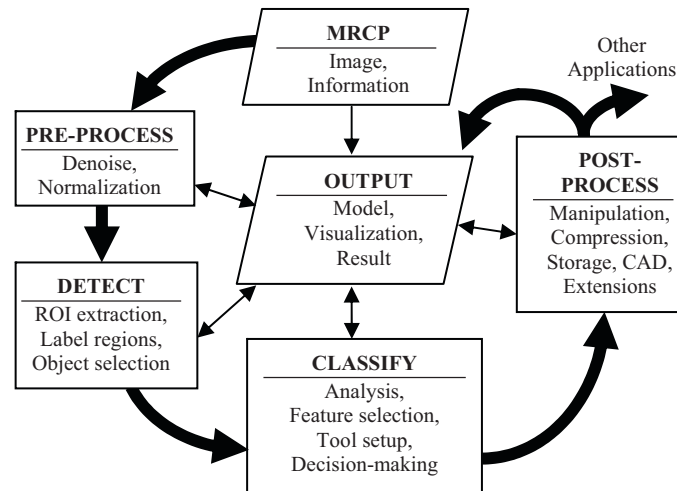 MRCP
Image,
Information
Other
Applications
PRE-PROCESS
Denoise,
Normalization
OUTPUT
Model,
Visualization,
Result
POST-
PROCESS
Manipulation,
Compression,
Storage, CAD,
Extensions
DETECT
ROI extraction,
Label regions,
Object selection
CLASSIFY
Analysis,
Feature selection,
Tool setup,
Decision-making